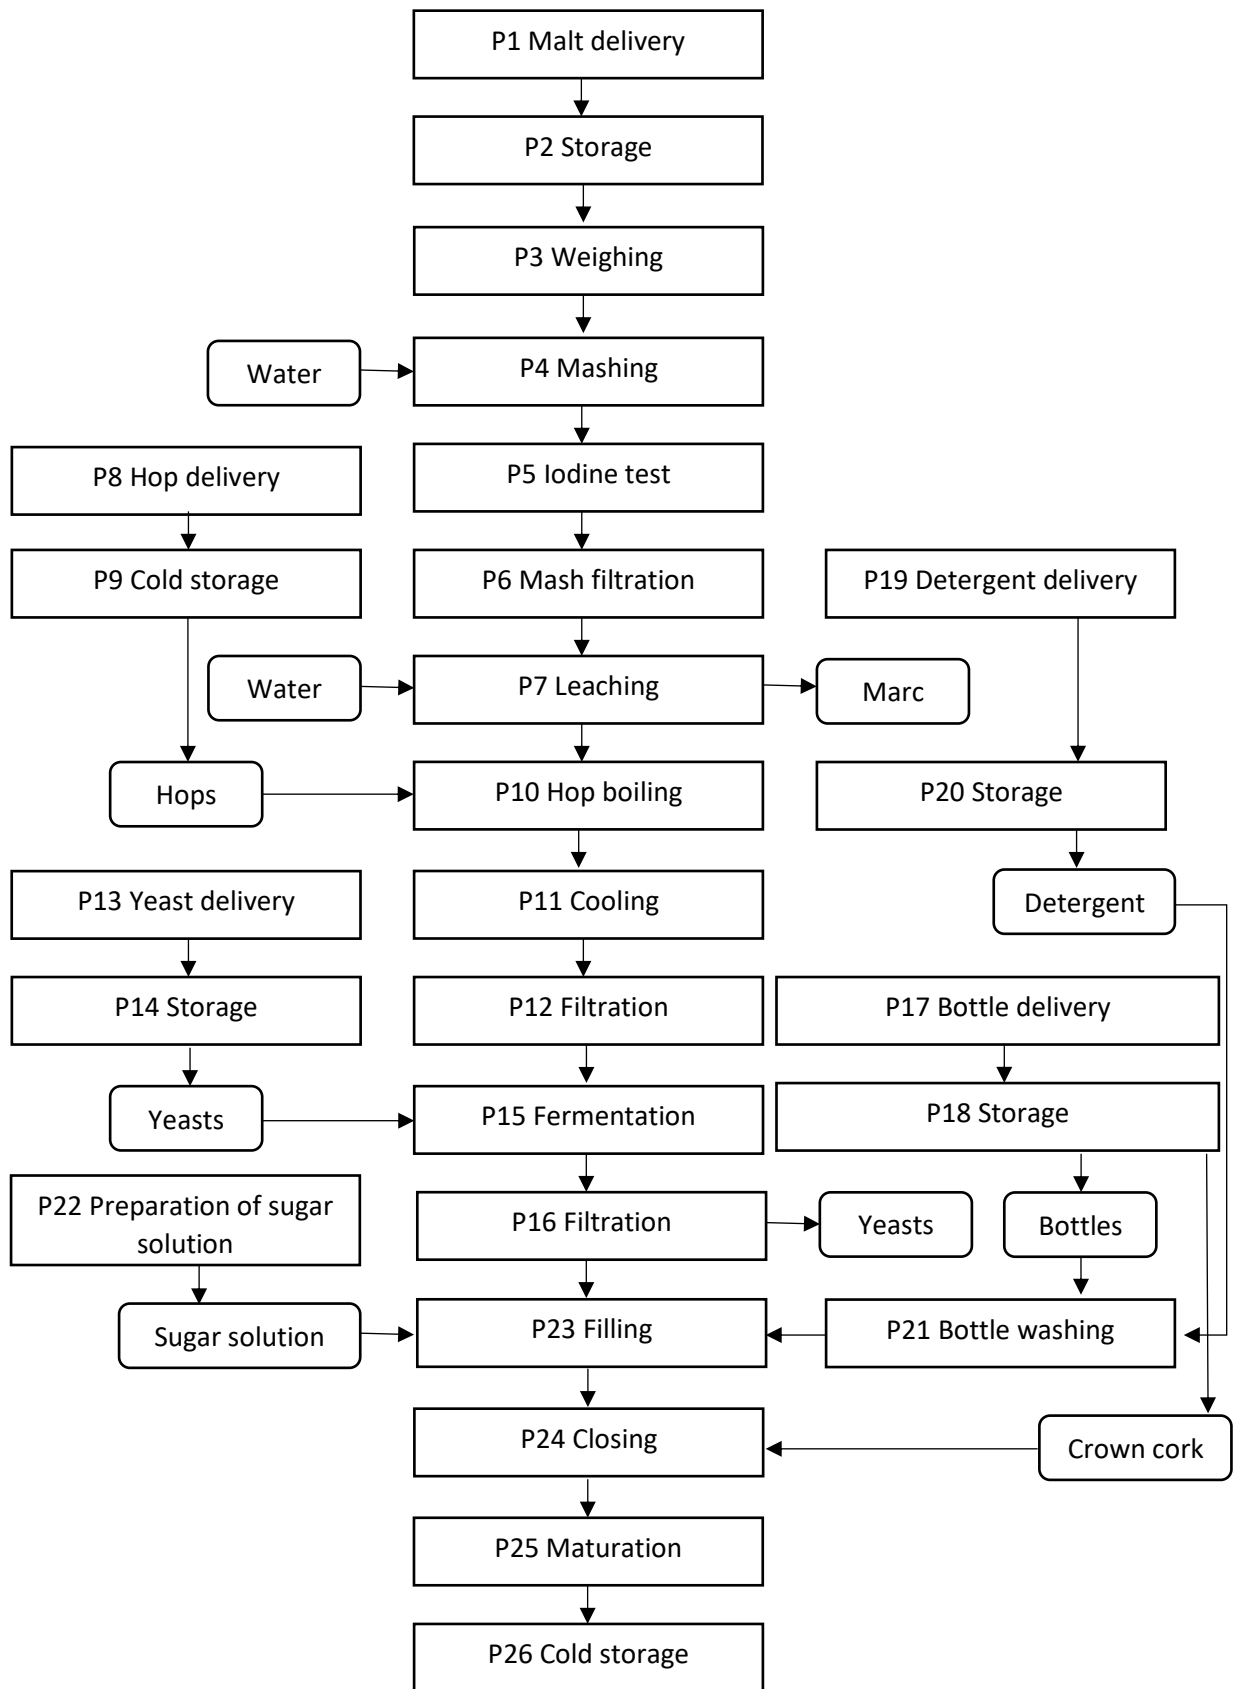 P1 Malt delivery
P2 Storage
P3 Weighing
Water
P4 Mashing
P8 Hop delivery
P5 Iodine test
P9 Cold storage
P6 Mash filtration
P19 Detergent delivery
Water
P7 Leaching
Marc
Hops
P10 Hop boiling
P20 Storage
P13 Yeast delivery
P11 Cooling
Detergent
P14 Storage
P12 Filtration
P17 Bottle delivery
Yeasts
P15 Fermentation
P18 Storage
P22 Preparation of sugar
solution
P16 Filtration
Yeasts
Bottles
Sugar solution
P23 Filling
P21 Bottle washing
P24 Closing
Crown cork
P25 Maturation
P26 Cold storage